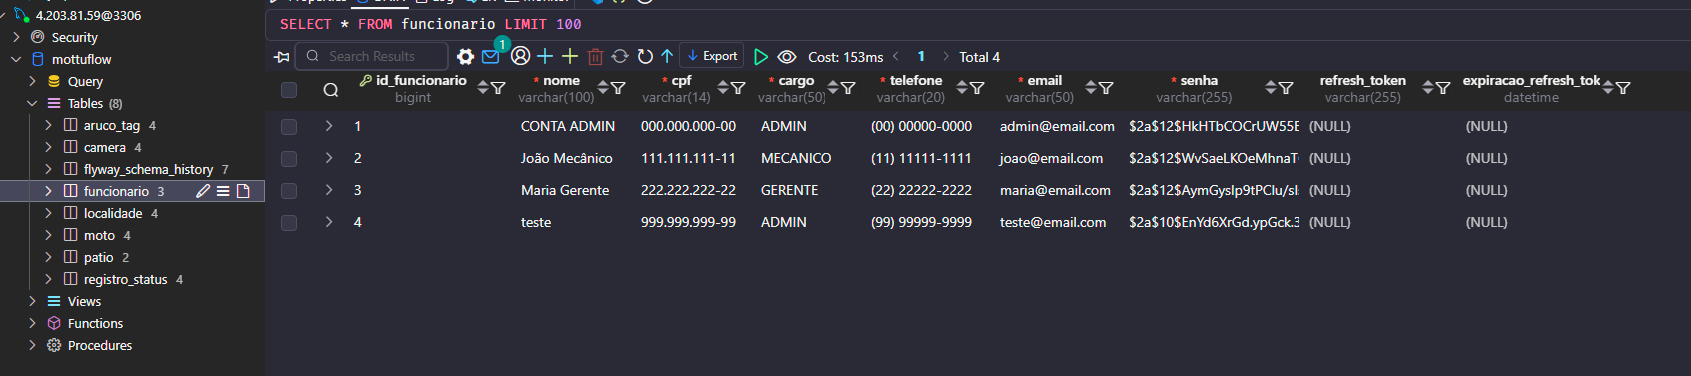 4.203.81.59@3306
Security
mottuflow
Query
Tables (8)
aruco_tag 4
camera 4
flyway_schema_history 7
funcionario 3
localidade 4
moto 4
patio 2
registro_status 4
Views
Functions
Procedures
SELECT * FROM funcionario LIMIT 100
Search Results
1
Export
Cost: 153ms
1
Total 4
id_funcionario * nome * cpf * cargo * telefone * email * senha refresh_token expiracao_refresh_tok
bigint varchar(100) varchar(14) varchar(50) varchar(20) varchar(50) varchar(255) varchar(255) datetime
1 CONTA ADMIN 000.000.000-00 ADMIN (00) 00000-0000 admin@email.com $2a$12$HkHTbCOCrUW55E (NULL) (NULL)
2 João Mecânico 111.111.111-11 MECANICO (11) 11111-1111 joao@email.com $2a$12$WvSaeLKOeMhnaT (NULL) (NULL)
3 Maria Gerente 222.222.222-22 GERENTE (22) 22222-2222 maria@email.com (NULL) (NULL)
4 teste 999.999.999-99 ADMIN (99) 99999-9999 teste@email.com $2a$10$EnYd6XrGd.ypGck.3 (NULL) (NULL)